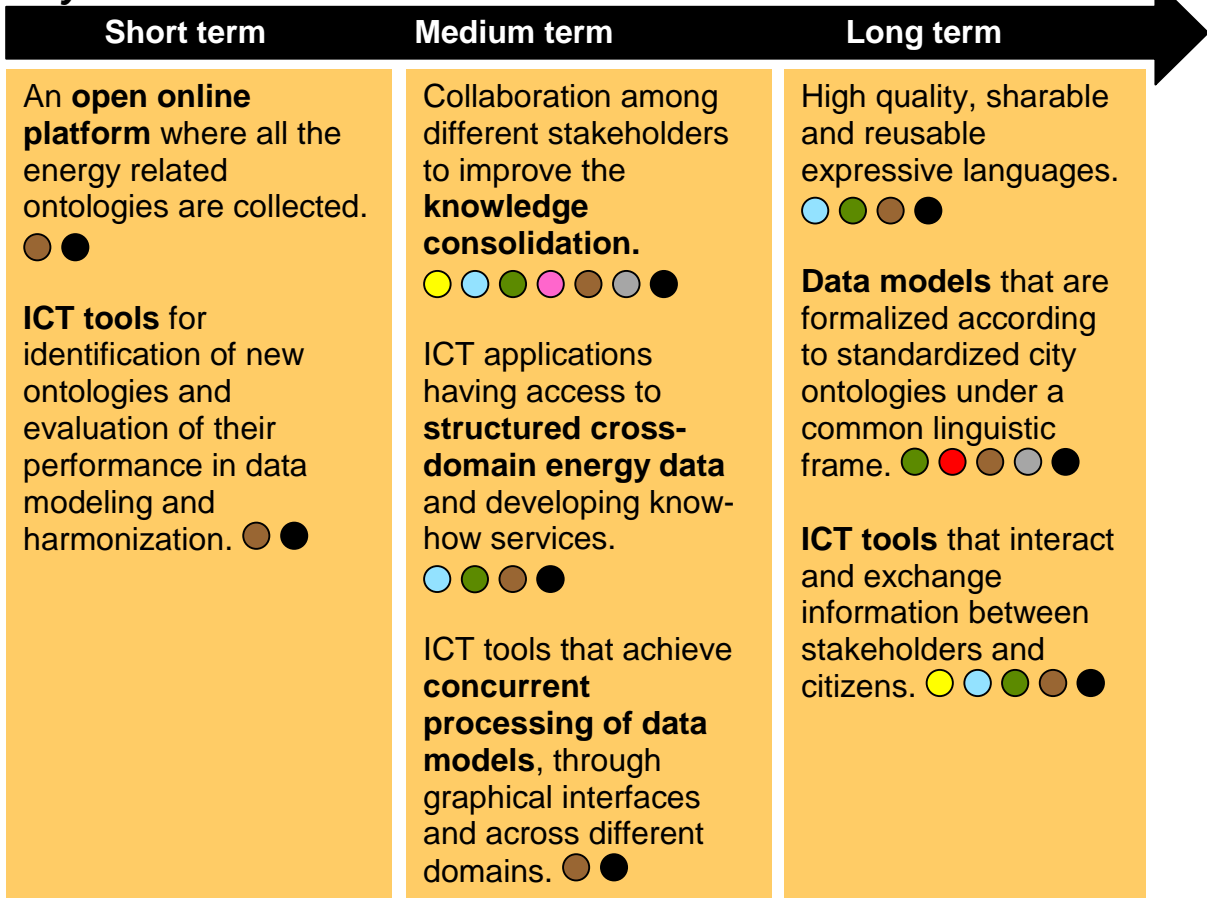 Short term
Medium term
Long term
An open online
platform where all the
energy related
ontologies are collected.
ICT tools for
identification of new
ontologies and
evaluation of their
performance in data
modeling and
harmonization.
Collaboration among
different stakeholders
to improve the
knowledge
consolidation.
ICT applications
having access to
structured cross-
domain energy data
and developing know-
how services.
ICT tools that achieve
concurrent
processing of data
models, through
graphical interfaces
and across different
domains.
High quality, sharable
and reusable
expressive languages.
Data models that are
formalized according
to standardized city
ontologies under a
common linguistic
frame.
ICT tools that interact
and exchange
information between
stakeholders and
citizens.